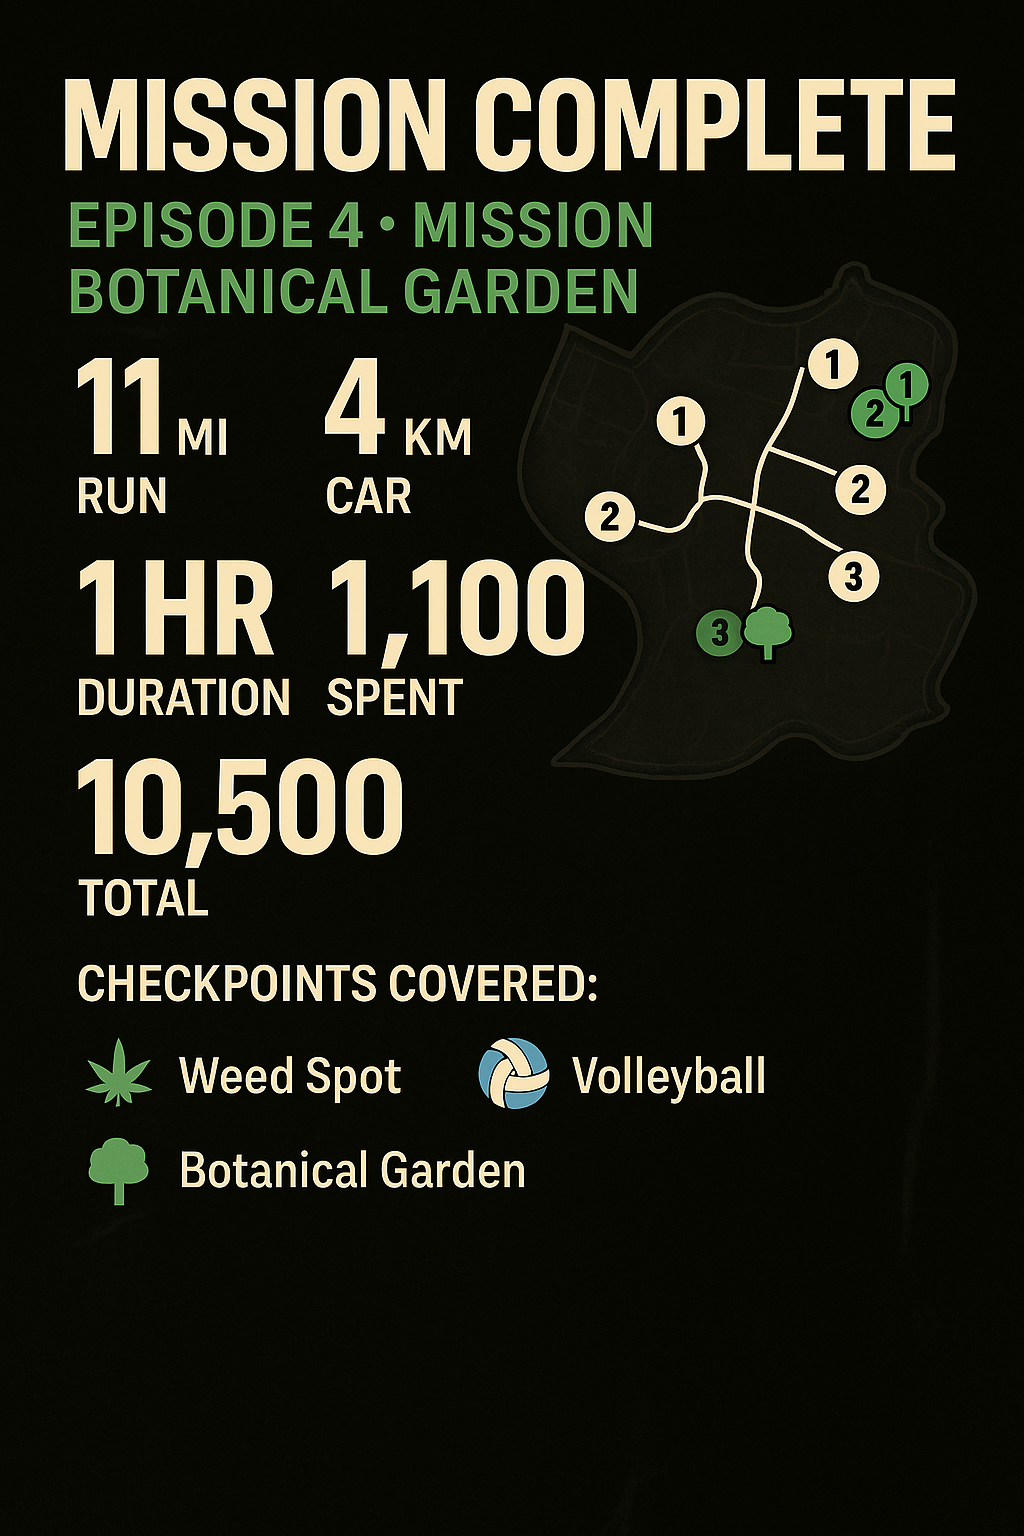 MISSION COMPLETE
EPISODE 4 • MISSION
BOTANICAL GARDEN
11 MI
RUN
4 KM
CAR
1 HR
DURATION
1,100
SPENT
10,500
TOTAL
1
1
1
2
2
2
3
3
CHECKPOINTS COVERED:
Weed Spot
Volleyball
Botanical Garden